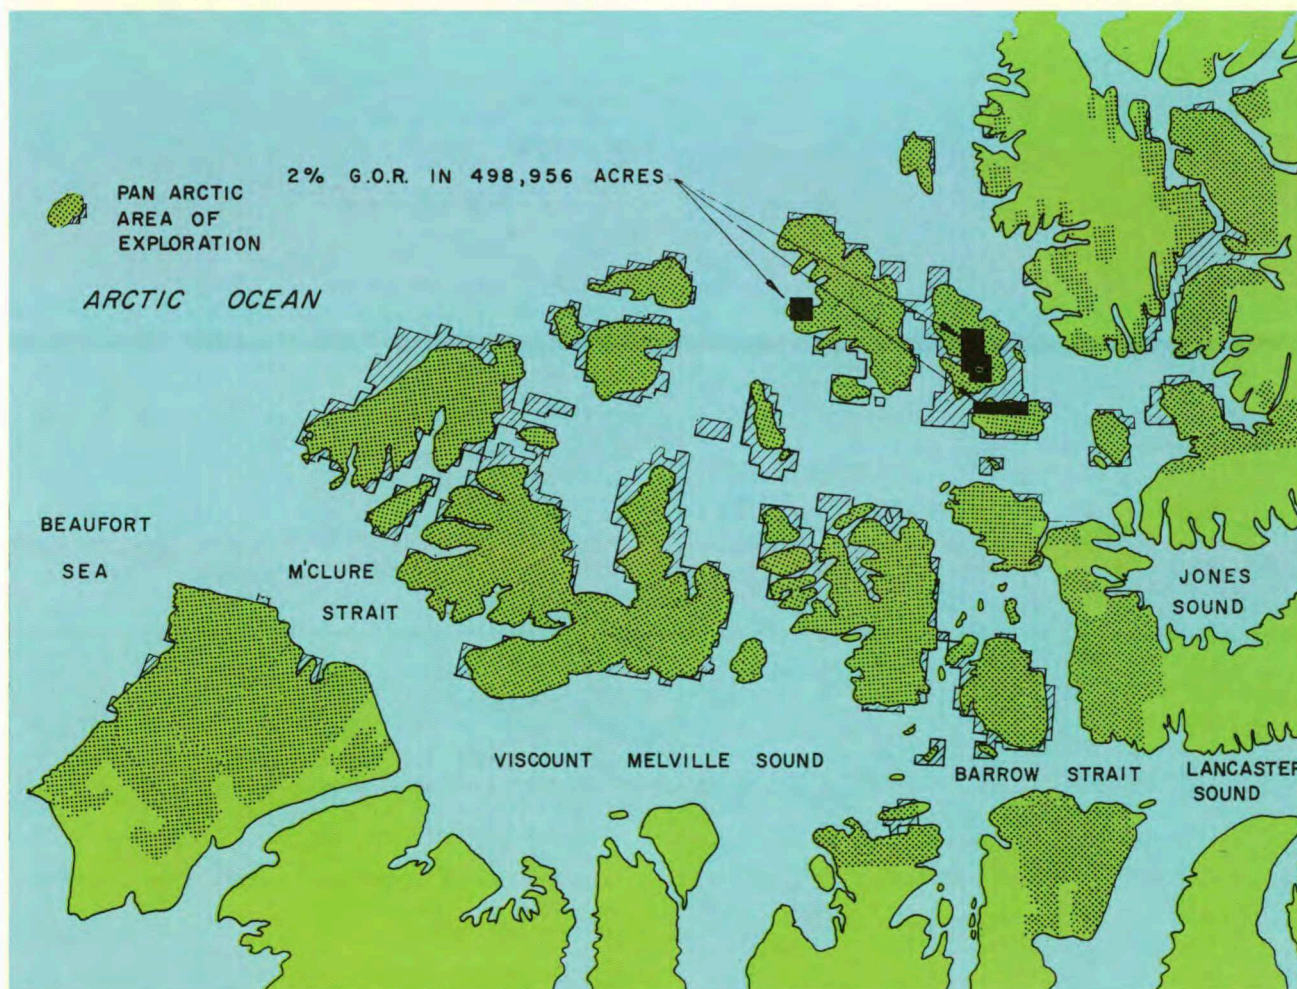 2% G.O.R. IN 498,956 ACRES
PAN ARCTIC
AREA OF
EXPLORATION
ARCTIC OCEAN
BEAUFORT
SEA
M'CLURE
STRAIT
JONES
SOUND
VISCOUNT MELVILLE SOUND
BARROW STRAIT
LANCASTER
SOUND